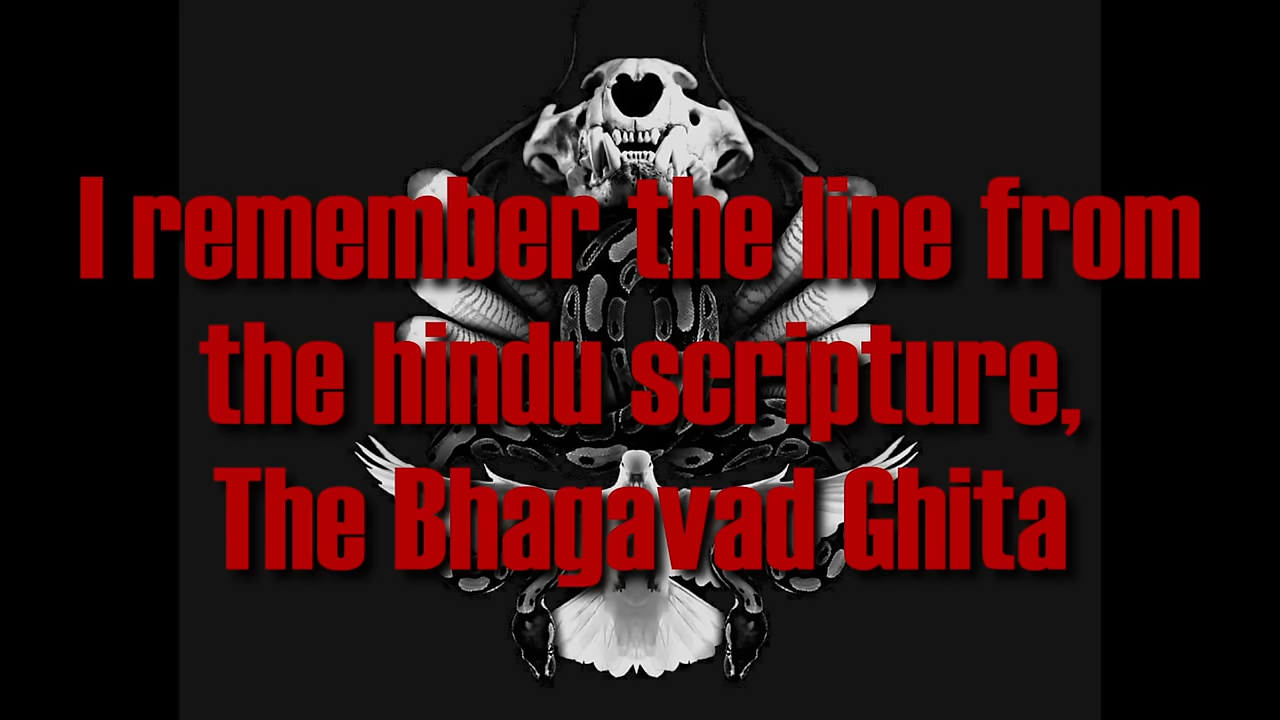 I remember the line from
the hindu scripture,
The Bhagavad Ghita